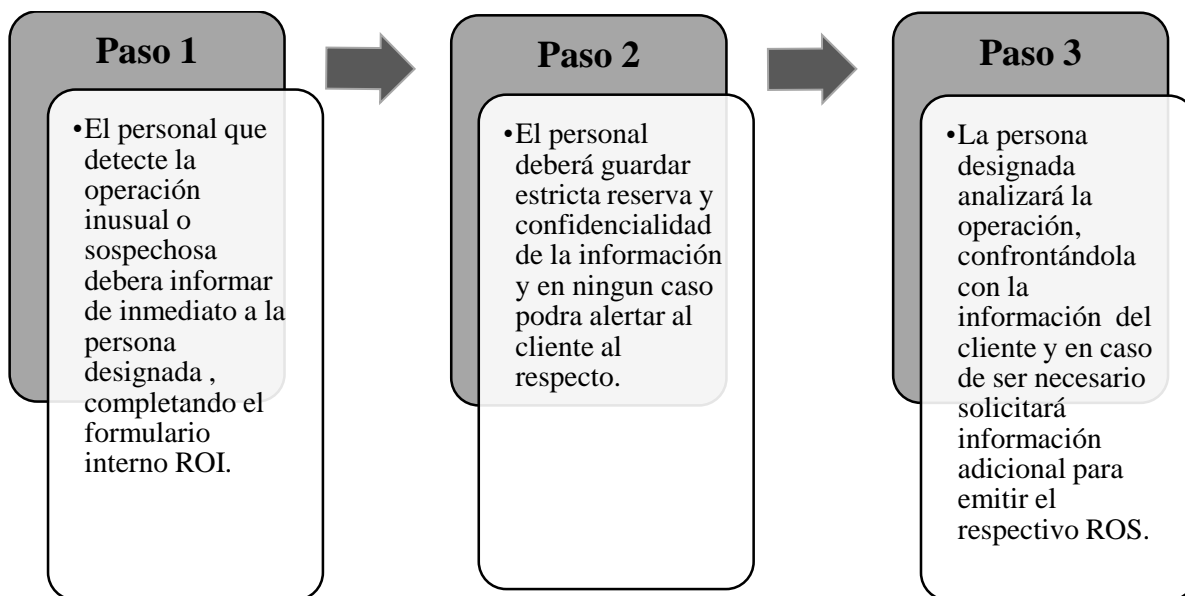 Paso 1
•El personal que
detecte la
operación
inusual o
sospechosa
debera informar
de inmediato a la
persona
designada ,
completando el
formulario
interno ROI.
Paso 2
•El personal
deberá guardar
estricta reserva y
confidencialidad
de la información
y en ningun caso
podra alertar al
cliente al
respecto.
Paso 3
•La persona
designada
analizará la
operación,
confrontándola
con la
información  del
cliente y en caso
de ser necesario
solicitará
información
adicional para
emitir el
respectivo ROS.